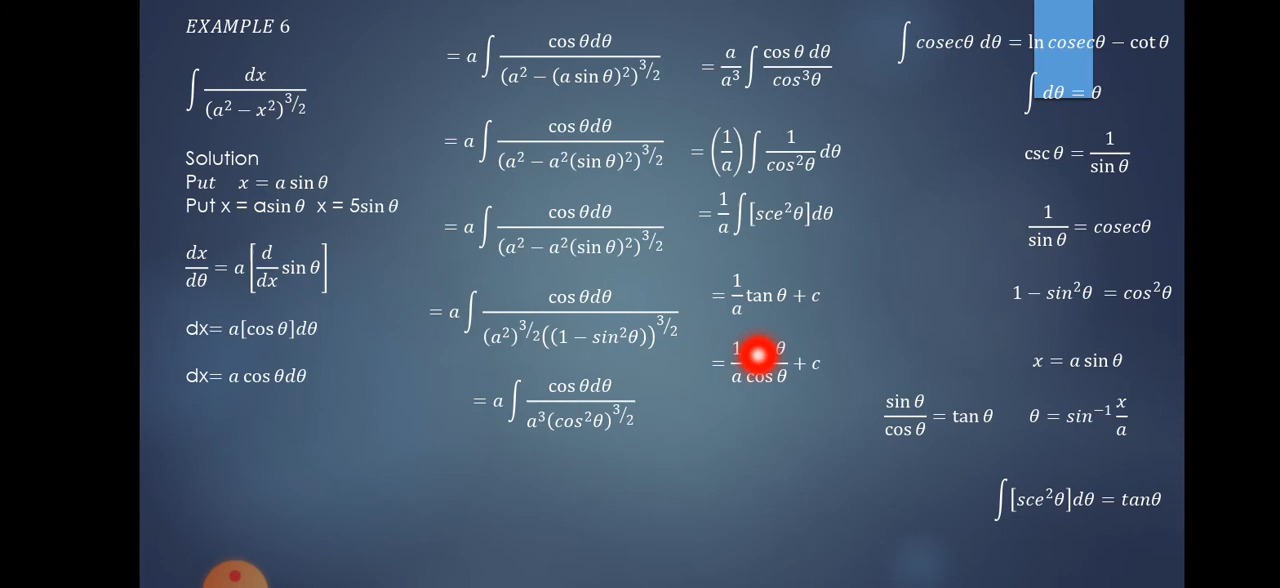 EXAMPLE 6
∫ dx / (a² − x²)^3/2
Solution
Put x = a sin θ
Put x = asin θ x = 5sin θ
dx/dθ = a [d/dx sin θ]
dx= a[cos θ]dθ
dx= a cos θdθ
= a ∫ cos θdθ / (a² − (a sin θ)²)^3/2
= a ∫ cos θdθ / (a² − a²(sin θ)²)^3/2
= a ∫ cos θdθ / (a² − a²(sin θ)²)^3/2
= a ∫ cos θdθ / (a²)^3/2((1 − sin²θ))^3/2
= a ∫ cos θdθ / a³(cos²θ)^3/2
= a/a³ ∫ cos θ dθ / cos³θ
= (1/a) ∫ 1/cos²θ dθ
= 1/a ∫ [sce²θ]dθ
= 1/a tan θ + c
= 1 θ / a cos θ + c
∫ cosecθ dθ = ln cosecθ − cot θ
∫ dθ = θ
csc θ = 1/sin θ
1/sin θ = cosecθ
1 − sin²θ = cos²θ
x = a sin θ
sin θ/cos θ = tan θ
θ = sin⁻¹ x/a
∫ [sce²θ]dθ = tanθ